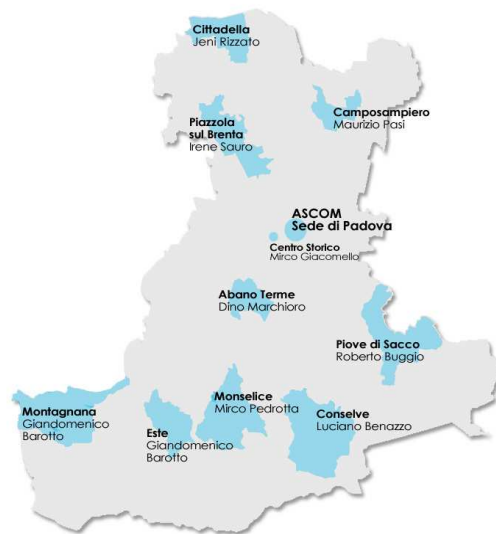 Cittadella
Jeni Rizzato
Camposampiero
Maurizio Pasi
Piazzola
sul Brenta
Irene Sauro
ASCOM
Sede di Padova
Centro Storico
Mirco Giacomello
Abano Terme
Dino Marchioro
Piove di Sacco
Roberto Buggio
Monselice
Mirco Pedrotta
Montagnana
Giandomenico
Barotto
Este
Giandomenico
Barotto
Conselve
Luciano Benazzo